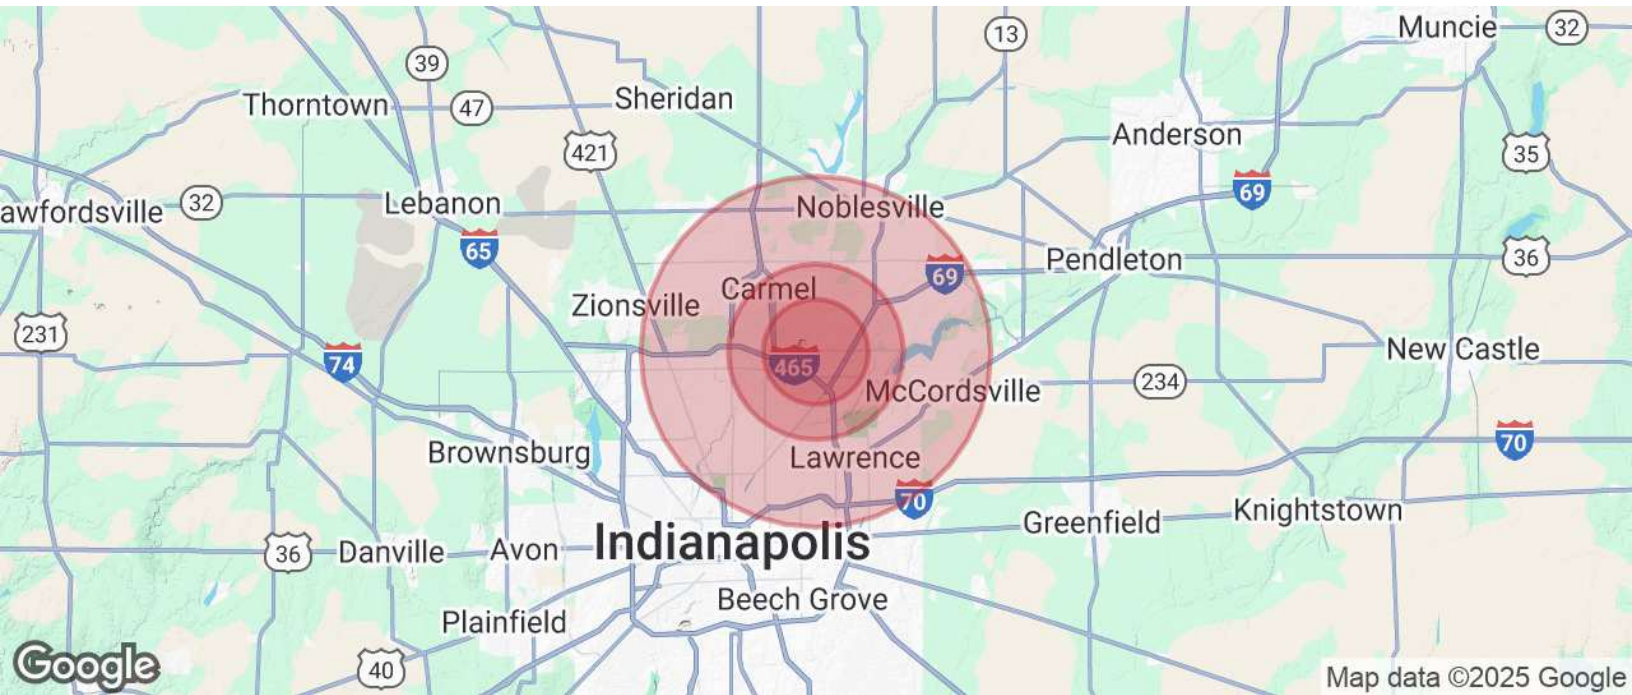 Muncie
32
13
39
Thorntown
47
Sheridan
421
Anderson
35
69
32
Lebanon
awfordsville
Noblesville
65
36
Pendleton
69
Carmel
Zionsville
231
74
465
New Castle
234
McCordsville
Brownsburg
Lawrence
70
70
Knightstown
Greenfield
Indianapolis
36
Danville
Avon
Beech Grove
Plainfield
40
Google
Map data ©2025 Google